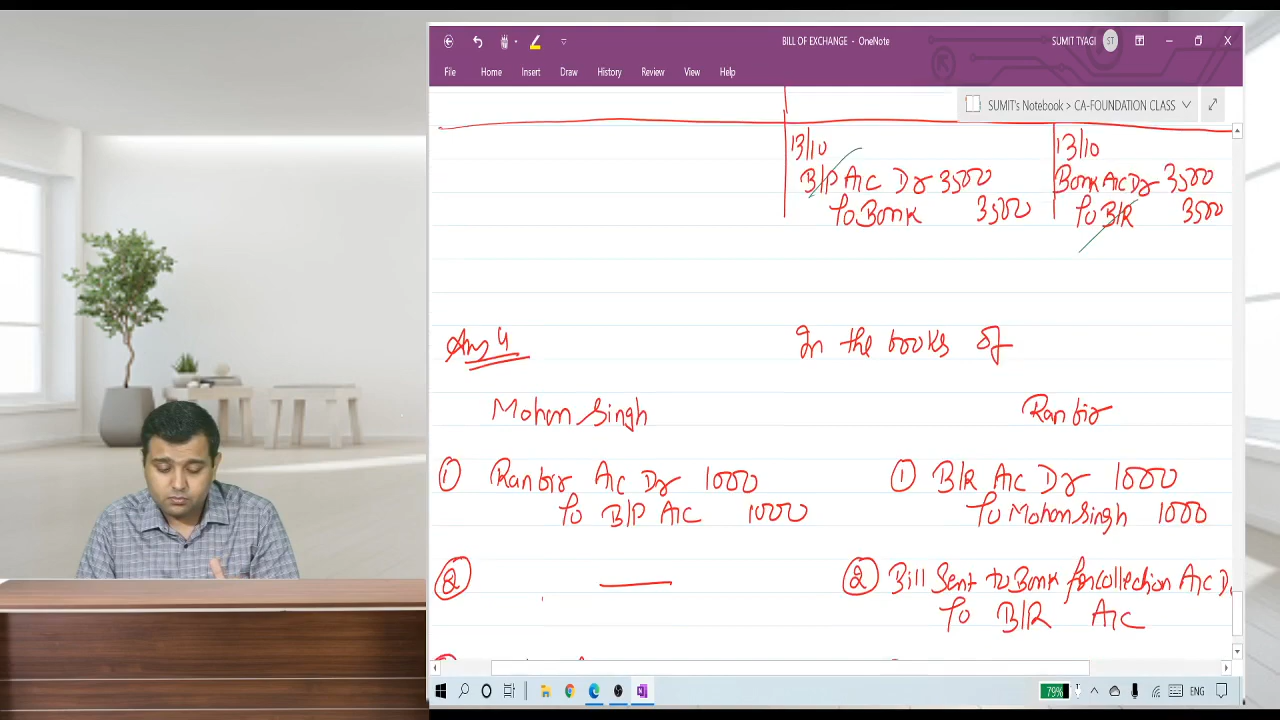 BILL OF EXCHANGE - OneNote
SUMIT TYAGI ST
File Home Insert Draw History Review View Help
SUMIT's Notebook > CA-FOUNDATION CLASS
13/10
B/P A/C Dr 3500
To Bank 3500
13/10
Bank A/C Dr 3500
To B/R 3500
Ans 4
In the books of
Mohan Singh
Ranbir
① Ranbir A/C Dr 1000
To B/P A/C 1000
① B/R A/C Dr 1000
To Mohan Singh 1000
②
② Bill Sent to Bank for collection A/C D
To B/R A/C
79%
ENG